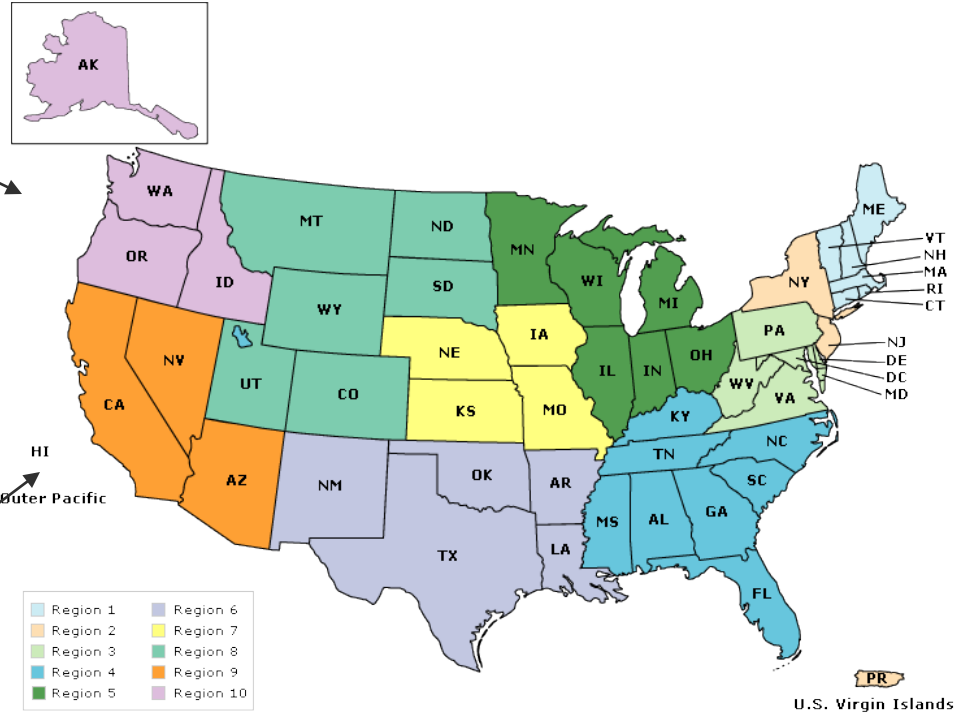 AK
WA
MT
ND
MN
ME
VT
NH
MA
RI
CT
OR
ID
WY
SD
WI
MI
NY
NJ
DE
DC
MD
PA
IA
NE
NV
UT
CO
KS
MO
IL
IN
OH
WV
VA
KY
CA
HI
AZ
NM
OK
AR
TN
NC
SC
Outer Pacific
TX
LA
MS
AL
GA
FL
Region 1
Region 2
Region 3
Region 4
Region 5
Region 6
Region 7
Region 8
Region 9
Region 10
PR
U.S. Virgin Islands